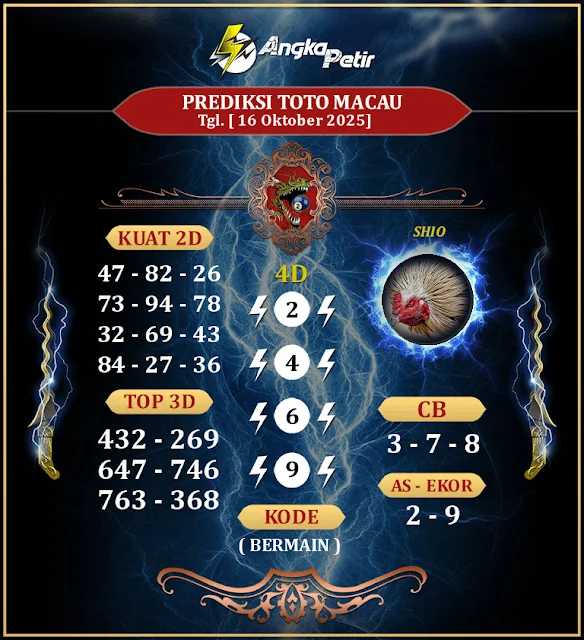 Angka
Petir
PREDIKSI TOTO MACAU
Tgl. [ 16 Oktober 2025]
KUAT 2D
47 - 82 - 26
73 - 94 - 78
32 - 69 - 43
84 - 27 - 36
TOP 3D
432 - 269
647 - 746
763 - 368
4D
2
4
6
9
KODE
( BERMAIN )
SHIO
CB
3 - 7 - 8
AS - EKOR
2 - 9